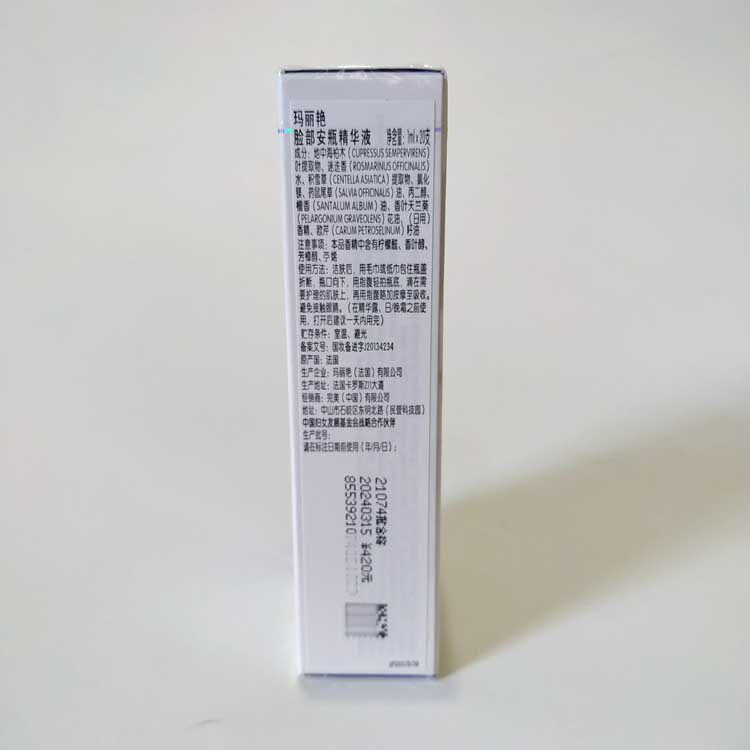 玛丽艳
脸部安瓶精华液 净含量：1ml×20支
成分：地中海柏木（CUPRESSUS SEMPERVIRENS）
叶提取物、迷迭香（ROSMARINUS OFFICINALIS）
水、积雪草（CENTELLA ASIATICA）提取物、氯化
镁、药鼠尾草（SALVIA OFFICINALIS）油、丙二醇、
檀香（SANTALUM ALBUM）油、香叶天竺葵
（PELARGONIUM GRAVEOLENS）花油、（日用）
香精、欧芹（CARUM PETROSELINUM）籽油
注意事项：本品香精中含有柠檬醛、香叶醇、
芳樟醇、苧烯
使用方法：洁肤后，用毛巾或纸巾包住瓶盖
折断，瓶口向下，用指腹轻拍瓶底，滴在需
要护理的肌肤上，再用指腹略加按摩至吸收。
避免接触眼睛。（在精华露、日/晚霜之前使
用，打开后建议一天内用完）
贮存条件：室温、避光
备案文号：国妆备进字J20134234
原产国：法国
生产企业：玛丽艳（法国）有限公司
生产地址：法国卡罗斯ZI1大道
经销商：完美（中国）有限公司
地址：中山市石岐区东明北路（民营科技园）
中国妇女发展基金会战略合作伙伴
生产批号：
请在标注日期前使用（年/月/日）：
21074批合格
20240315 ¥420元
85539210